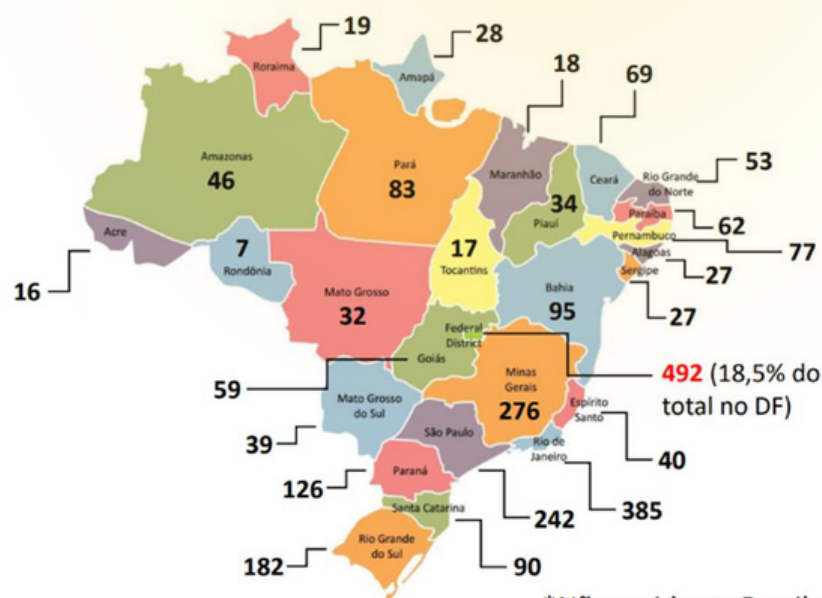 19
28
Roraima
Amapá
18
69
Amazonas
46
Pará
83
Maranhão
Ceará
Rio Grande
do Norte
53
34
Piauí
Paraíba
62
Pernambuco
77
Acre
16
7
Rondônia
17
Tocantins
Alagoas
27
Sergipe
27
Mato Grosso
32
Bahia
95
Federal
District
Goiás
59
492 (18,5% do
total no DF)
Minas
Gerais
276
Mato Grosso
do Sul
39
Espírito
Santo
40
São Paulo
242
Rio de
Janeiro
385
Paraná
126
Santa Catarina
90
Rio Grande
do Sul
182